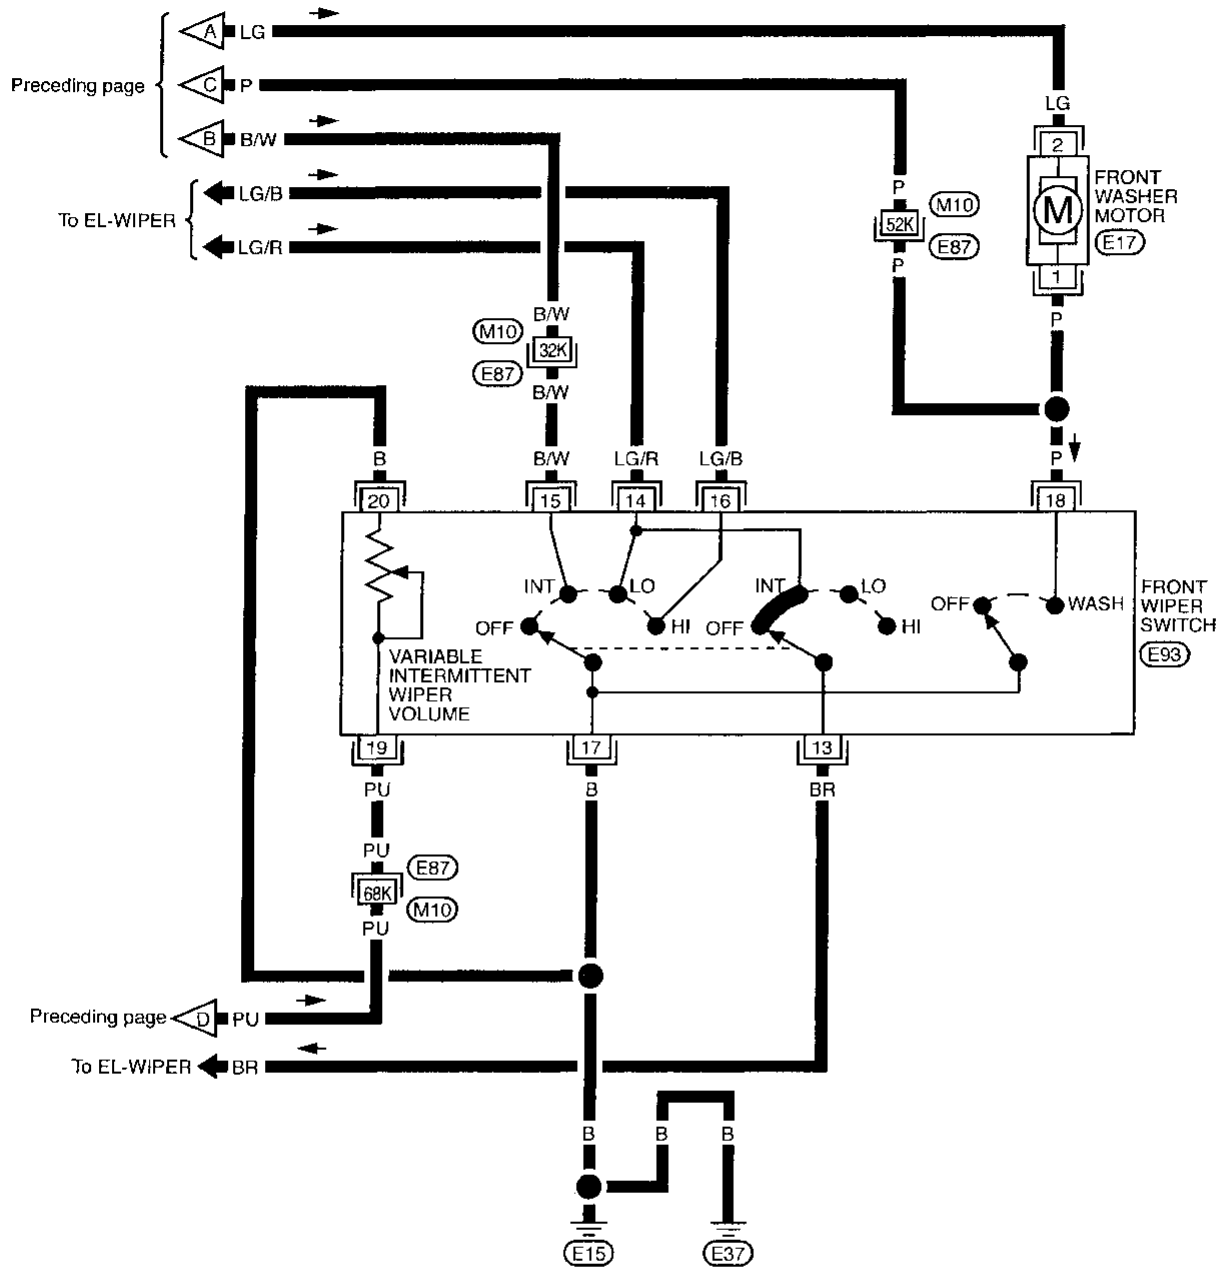 A LG
Preceding page
C P
B B/W
LG/B
To EL-WIPER
LG/R
LG
2
FRONT
WASHER
MOTOR
M
E17
1
P
P
M10
52K
E87
P
B/W
M10
32K
E87
B/W
B
B/W
LG/R
LG/B
P
20
15
14
16
18
INT
LO
OFF
HI
INT
LO
OFF
HI
OFF
WASH
FRONT
WIPER
SWITCH
E93
VARIABLE
INTERMITTENT
WIPER
VOLUME
19
17
13
PU
B
BR
PU
E87
68K
M10
PU
Preceding page D PU
To EL-WIPER BR
B
B
B
E15
E37